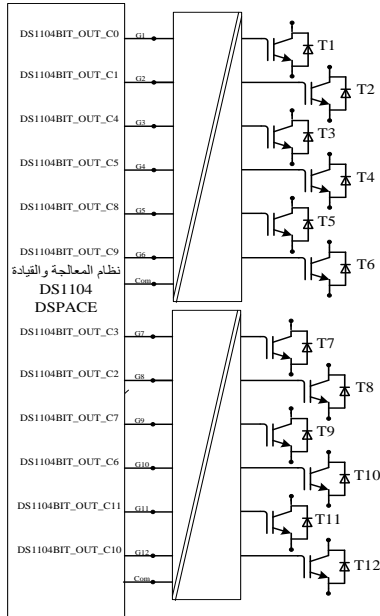 DS1104BIT_OUT_C0 G1 T1
DS1104BIT_OUT_C1 G2 T2
DS1104BIT_OUT_C4 G3 T3
DS1104BIT_OUT_C5 G4 T4
DS1104BIT_OUT_C8 G5 T5
DS1104BIT_OUT_C9 G6 T6
نظام المعالجة والقيادة
Com
DS1104
DSPACE
DS1104BIT_OUT_C3 G7 T7
DS1104BIT_OUT_C2 G8 T8
DS1104BIT_OUT_C7 G9 T9
DS1104BIT_OUT_C6 G10 T10
DS1104BIT_OUT_C11 G11 T11
DS1104BIT_OUT_C10 G12 T12
Com